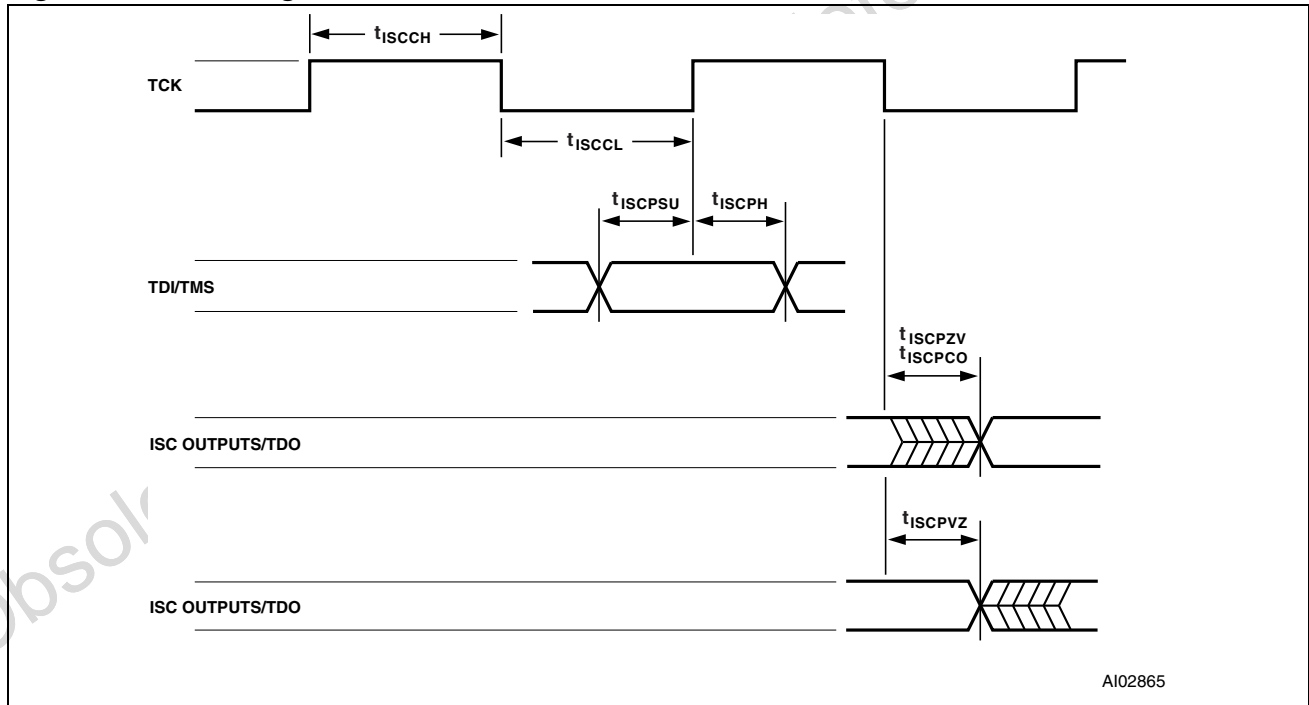 tISCCH
TCK
tISCCL
tISCPSU
tISCPH
TDI/TMS
tISCPZV
tISCPCO
ISC OUTPUTS/TDO
tISCPVZ
ISC OUTPUTS/TDO
AI02865